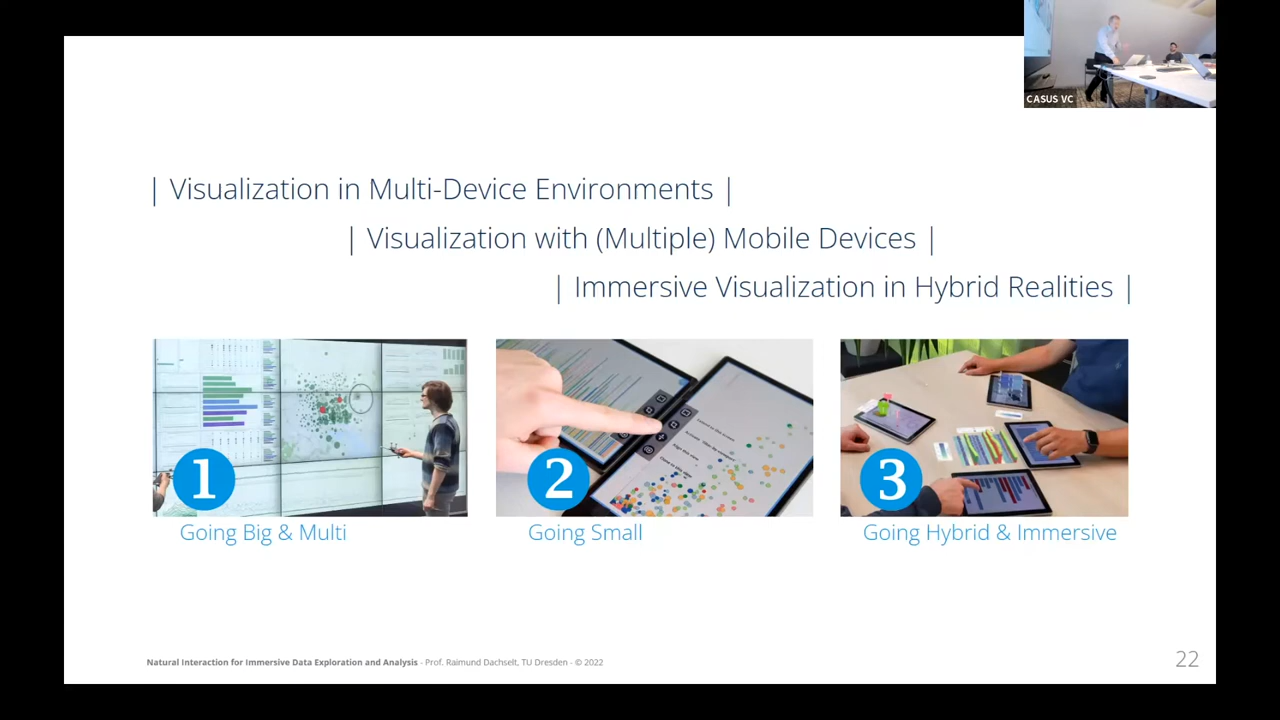 CASUS VC
| Visualization in Multi-Device Environments |
| Visualization with (Multiple) Mobile Devices |
| Immersive Visualization in Hybrid Realities |
1
2
3
Going Big & Multi
Going Small
Going Hybrid & Immersive
Natural Interaction for Immersive Data Exploration and Analysis - Prof. Raimund Dachselt, TU Dresden - © 2022
22